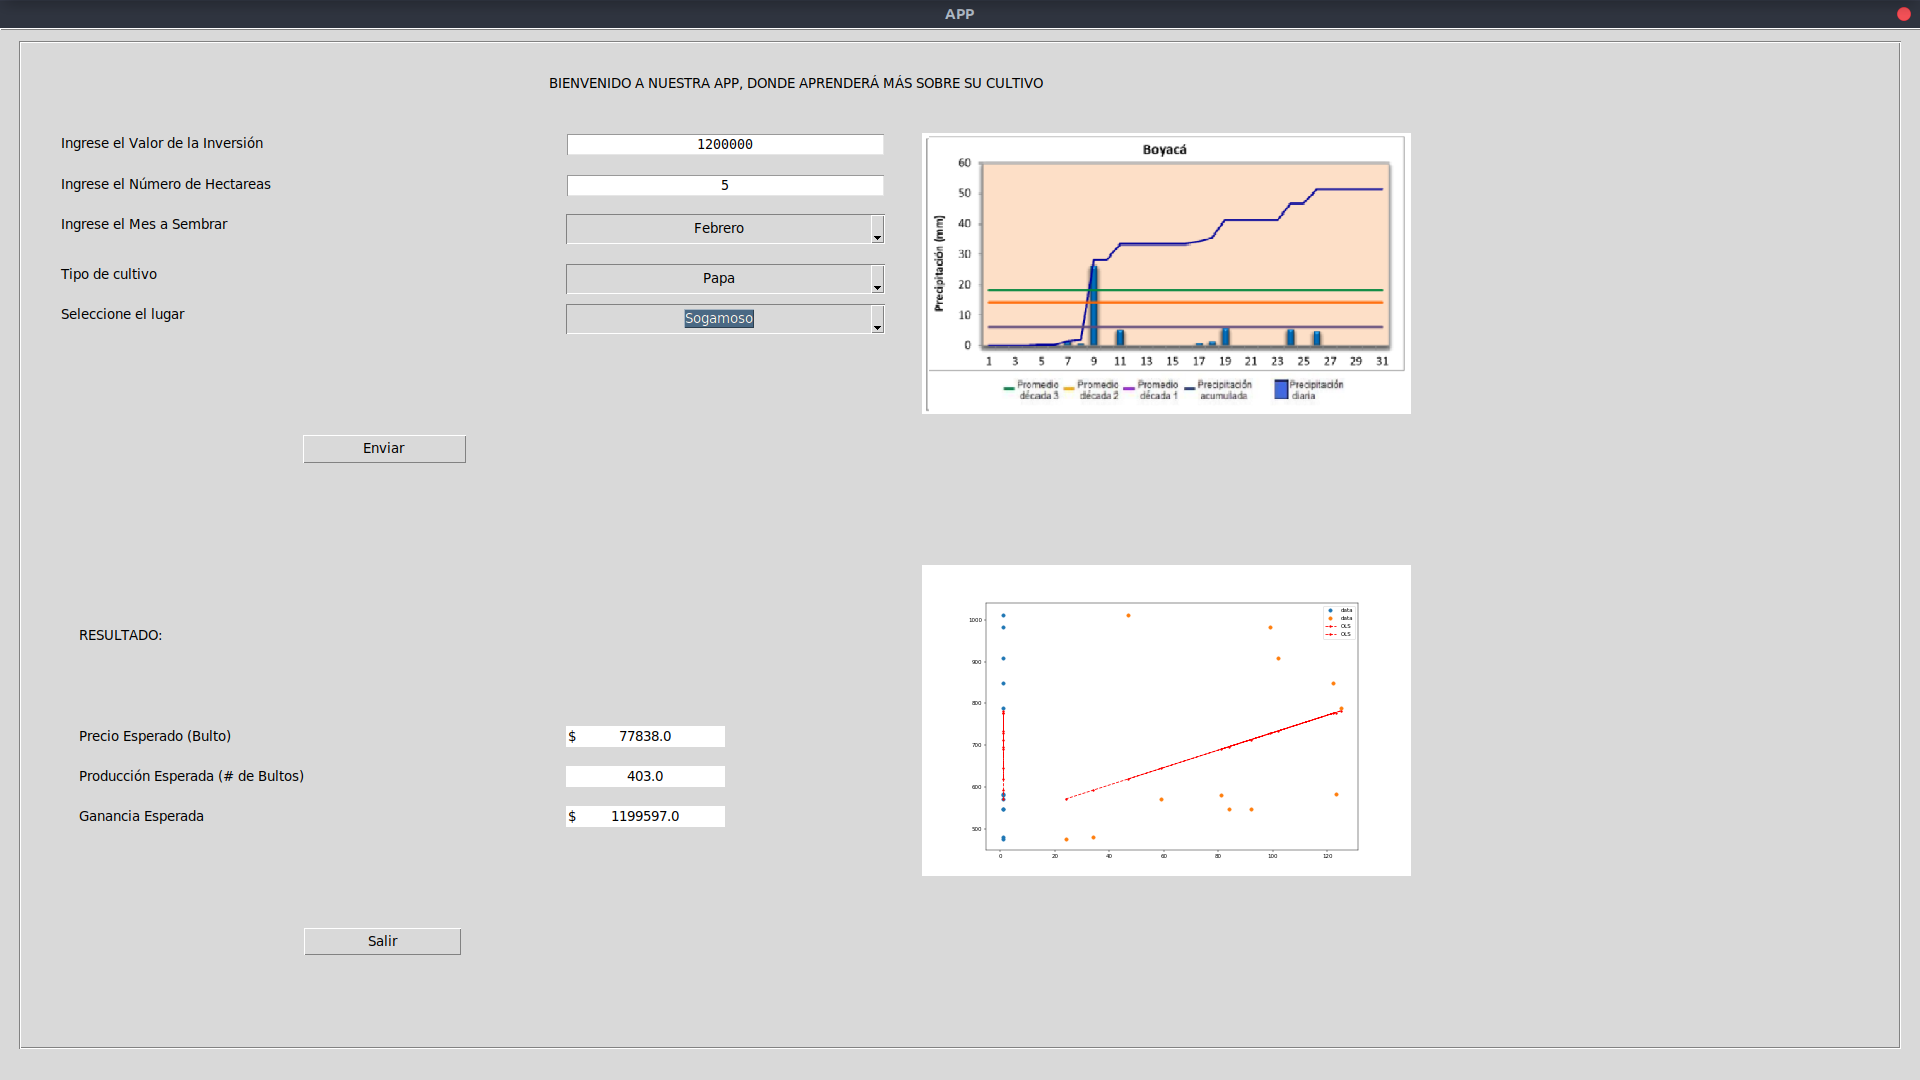 APP
BIENVENIDO A NUESTRA APP, DONDE APRENDERÁ MÁS SOBRE SU CULTIVO
Ingrese el Valor de la Inversión
1200000
Ingrese el Número de Hectareas
5
Ingrese el Mes a Sembrar
Febrero
Tipo de cultivo
Papa
Seleccione el lugar
Sogamoso
Enviar
Boyacá
Precipitación (mm)
60
50
40
30
20
10
0
1 3 5 7 9 11 13 15 17 19 21 23 25 27 29 31
Promedio década 3
Promedio década 2
Promedio década 1
Precipitación acumulada
Precipitación diaria
RESULTADO:
Precio Esperado (Bulto)
$ 77838.0
Producción Esperada (# de Bultos)
403.0
Ganancia Esperada
$ 1199597.0
Salir
data
data
OLS
OLS
1000
900
800
700
600
500
0 20 40 60 80 100 120